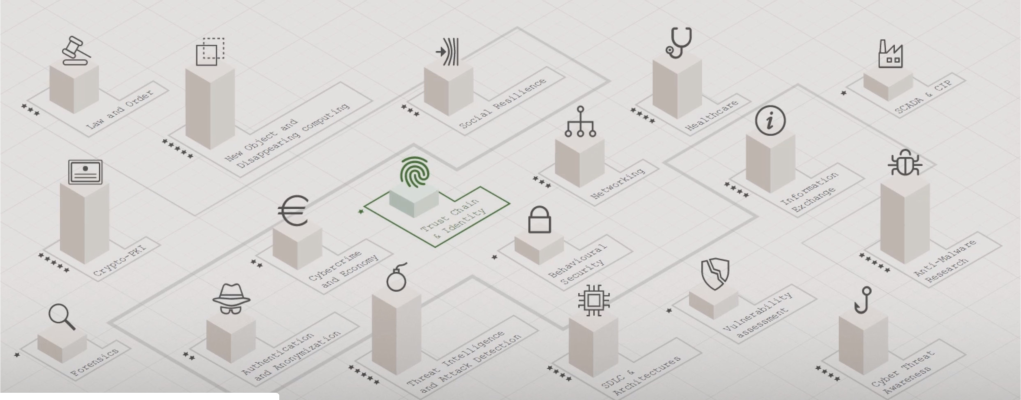 Law and Order
New Object and
Disappearing computing
Social Resilience
Healthcare
SCADA & CIP
Networking
Information
Exchange
Trust Chain
& Identity
Crypto-PKI
Cybercrime
and Economy
Behavioural
Security
Anti-Malware
Research
Vulnerability
assessment
Forensics
Authentication
and Anonymization
Threat Intelligence
and Attack Detection
SDLC &
Architectures
Cyber Threat
Awareness